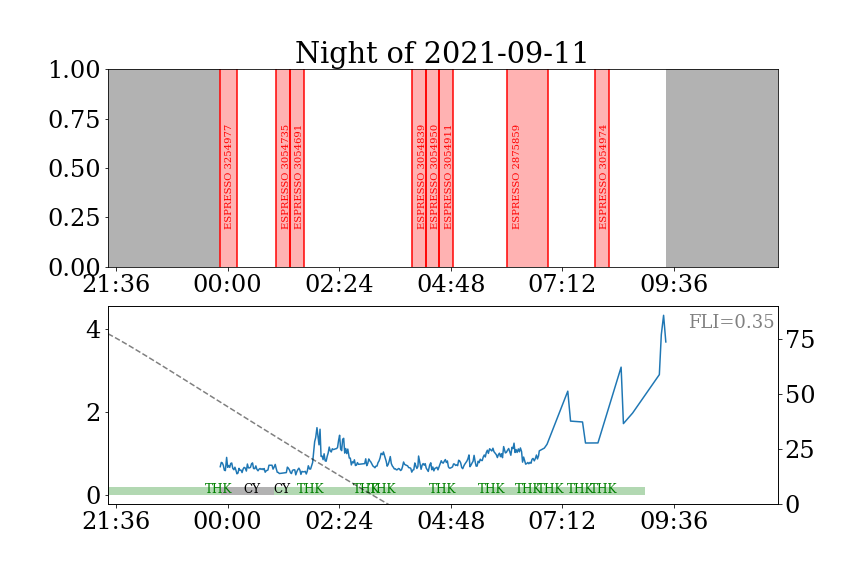 Night of 2021-09-11
1.00
0.75
0.50
0.25
0.00
ESPRESSO 3254977
ESPRESSO 3054735
ESPRESSO 3054691
ESPRESSO 3054839
ESPRESSO 3054950
ESPRESSO 3054911
ESPRESSO 2875859
ESPRESSO 3054974
21:36 00:00 02:24 04:48 07:12 09:36
FLI=0.35
4
2
0
75
50
25
0
THK CY CY THK THK THK THK THK THK THK THK THK
21:36 00:00 02:24 04:48 07:12 09:36